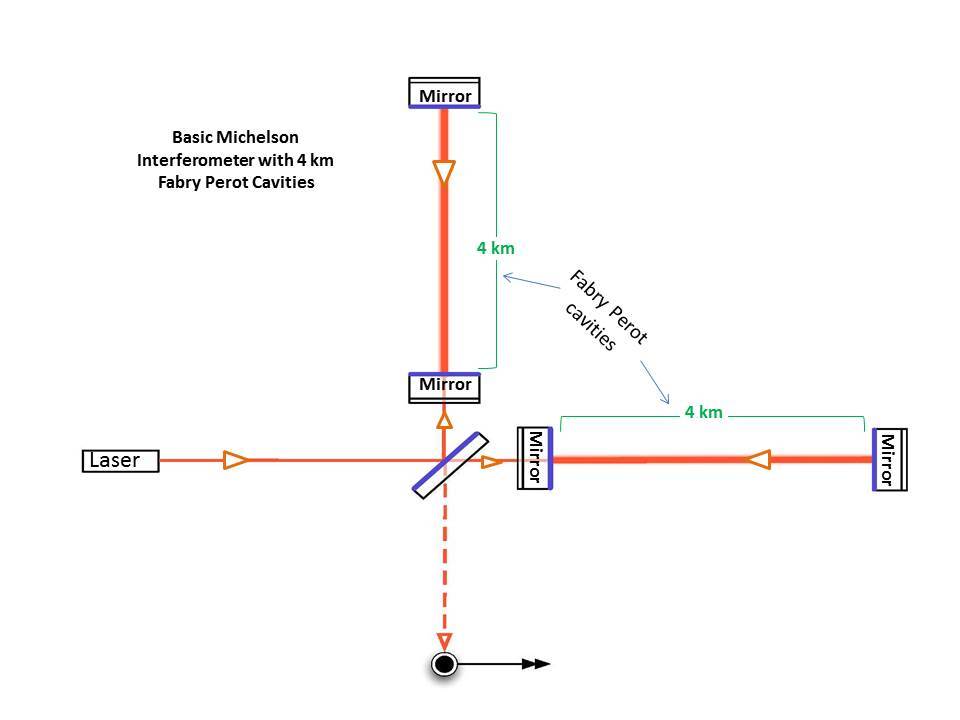 Mirror
Basic Michelson
Interferometer with 4 km
Fabry Perot Cavities
4 km
Fabry Perot
cavities
Mirror
4 km
Laser
Mirror
Mirror